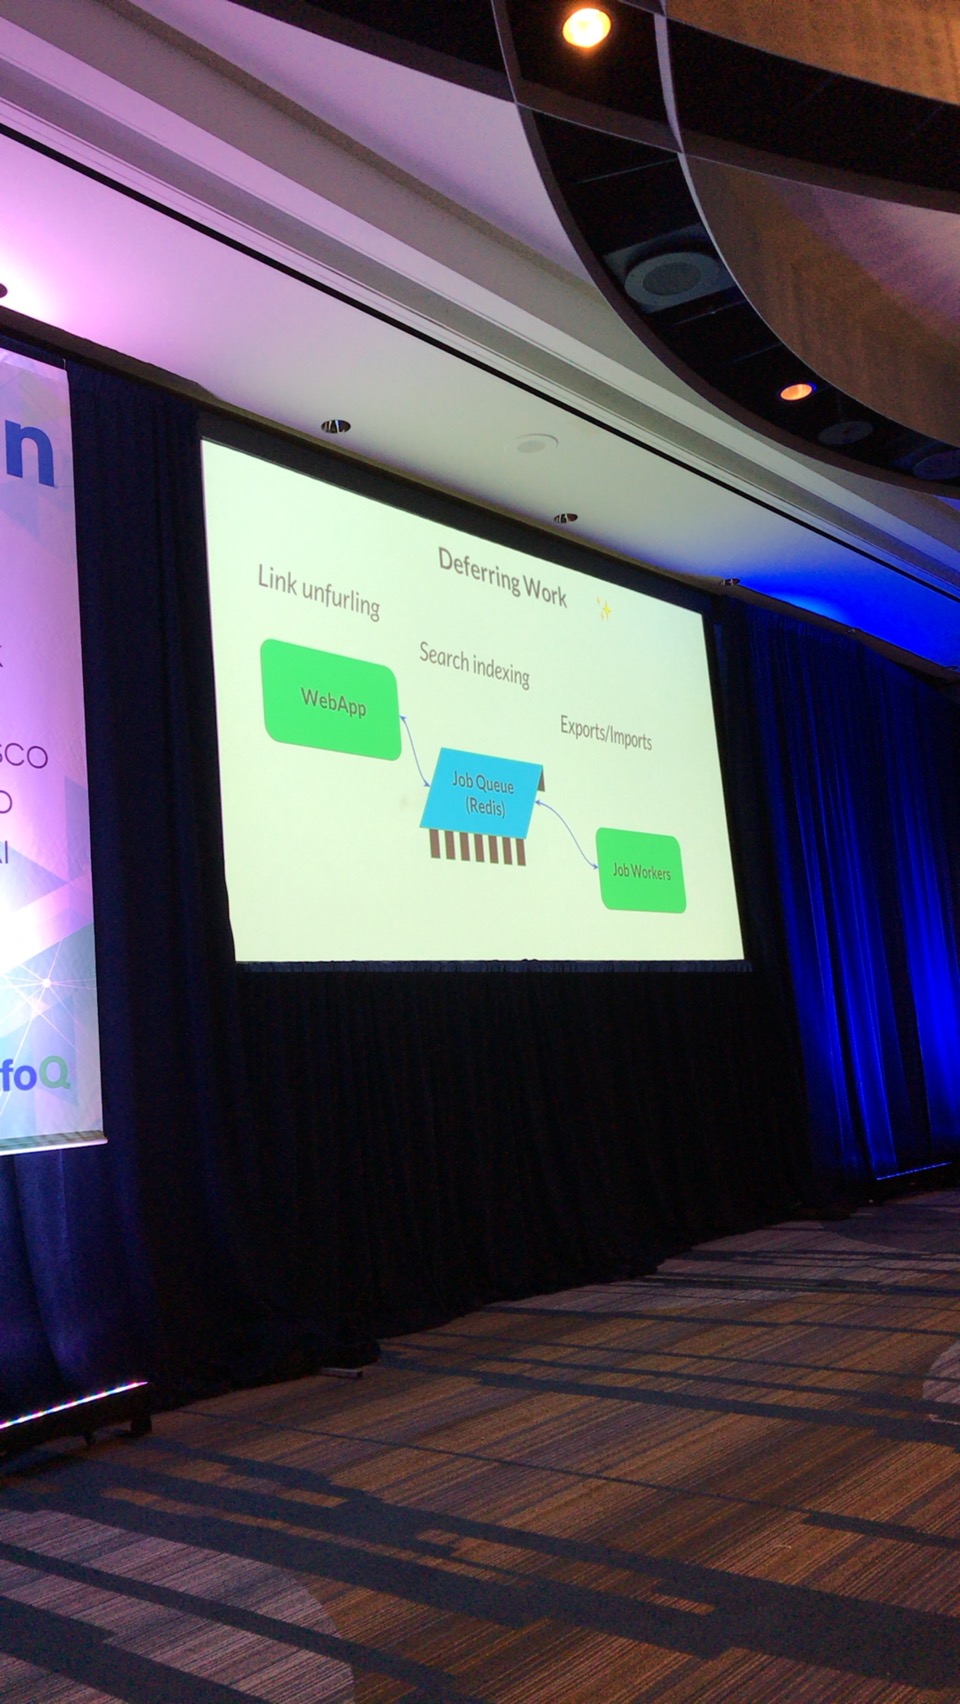 n
SCO
O
AI
foQ
Deferring Work
Link unfurling
Search indexing
Exports/Imports
WebApp
Job Queue
(Redis)
Job Workers